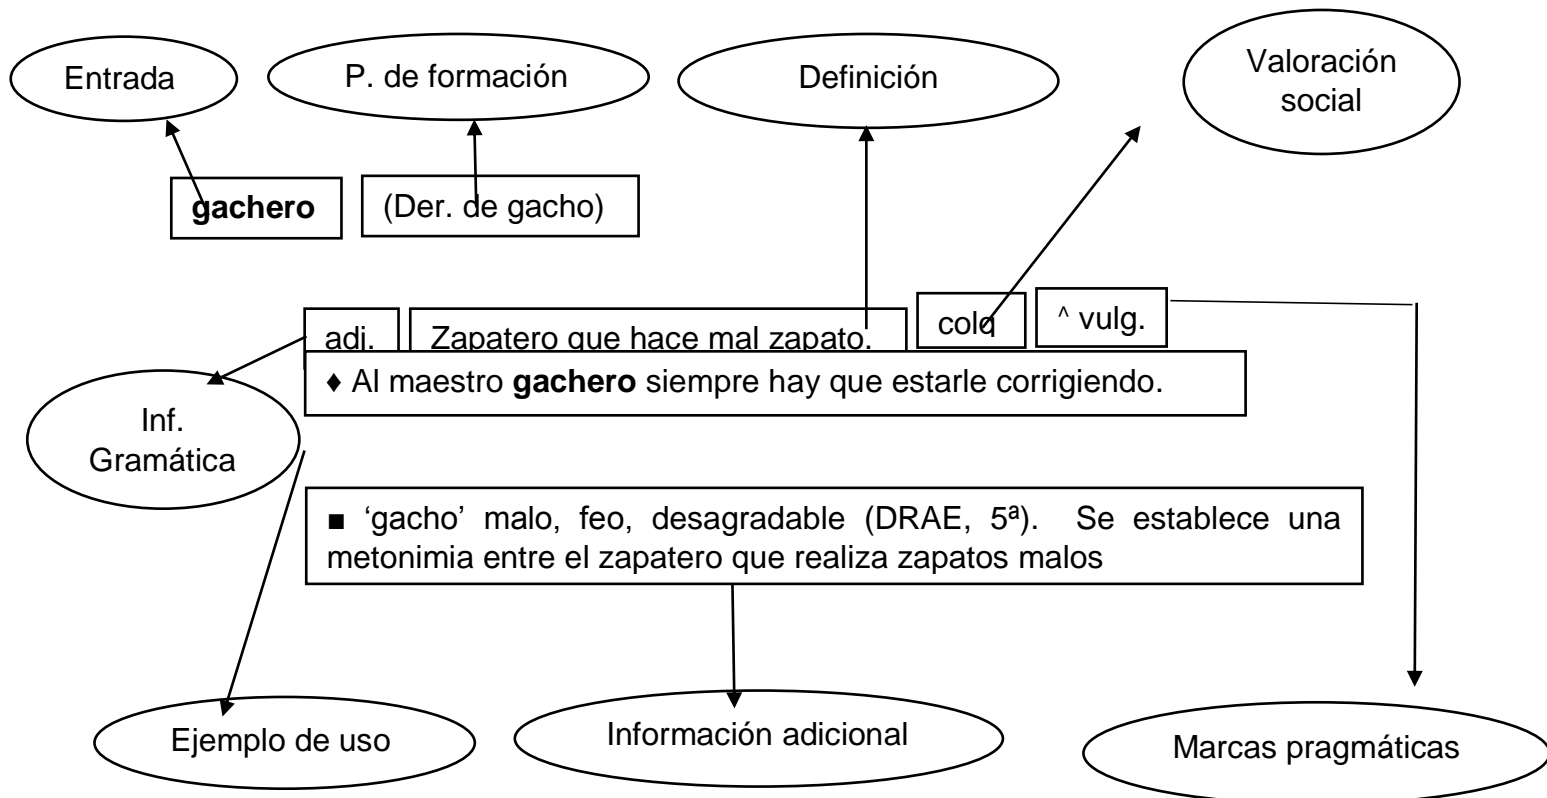 Entrada
P. de formación
Definición
Valoración
social
gachero
(Der. de gacho)
adj.
Zapatero que hace mal zapato.
colq
^ vulg.
♦ Al maestro gachero siempre hay que estarle corrigiendo.
Inf.
Gramática
■ ‘gacho’ malo, feo, desagradable (DRAE, 5ª). Se establece una
metonimia entre el zapatero que realiza zapatos malos
Ejemplo de uso
Información adicional
Marcas pragmáticas